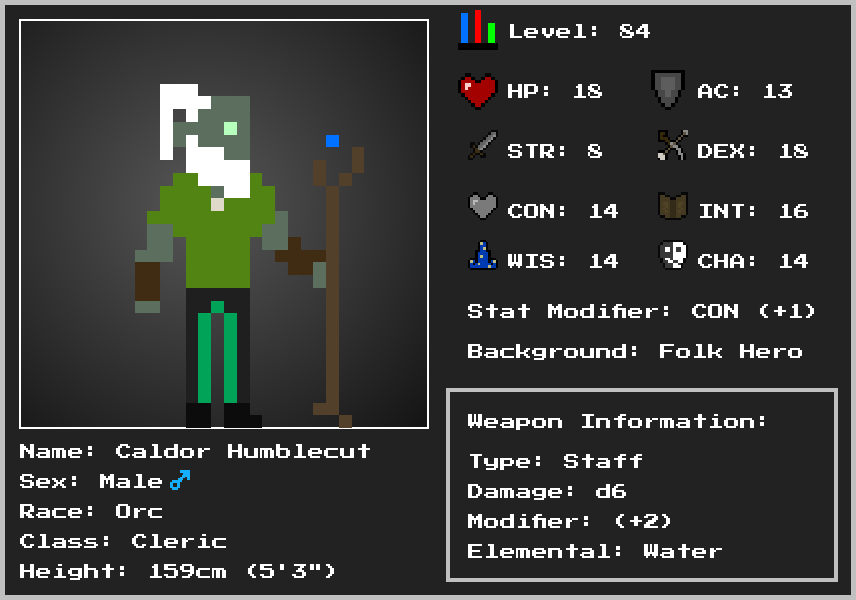 Level: 84
HP: 18
AC: 13
STR: 8
DEX: 18
CON: 14
INT: 16
WIS: 14
CHA: 14
Stat Modifier: CON (+1)
Background: Folk Hero
Weapon Information:
Type: Staff
Damage: d6
Modifier: (+2)
Elemental: Water
Name: Caldor Humblecut
Sex: Male♂
Race: Orc
Class: Cleric
Height: 159cm (5'3")